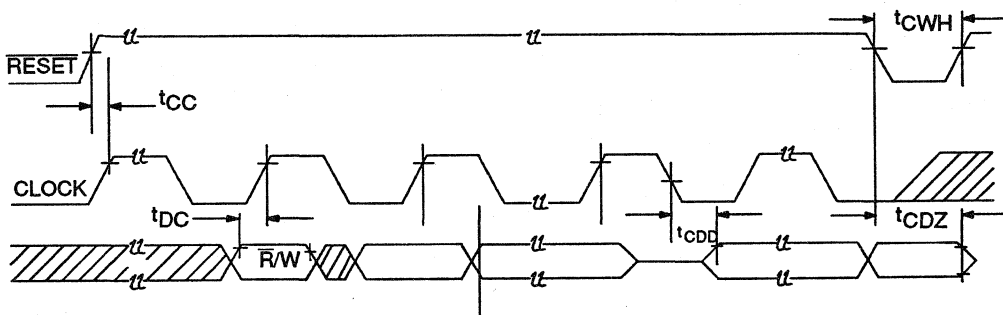 tCWH
RESET
tCC
CLOCK
tDC
R/W
tCDD
tCDZ